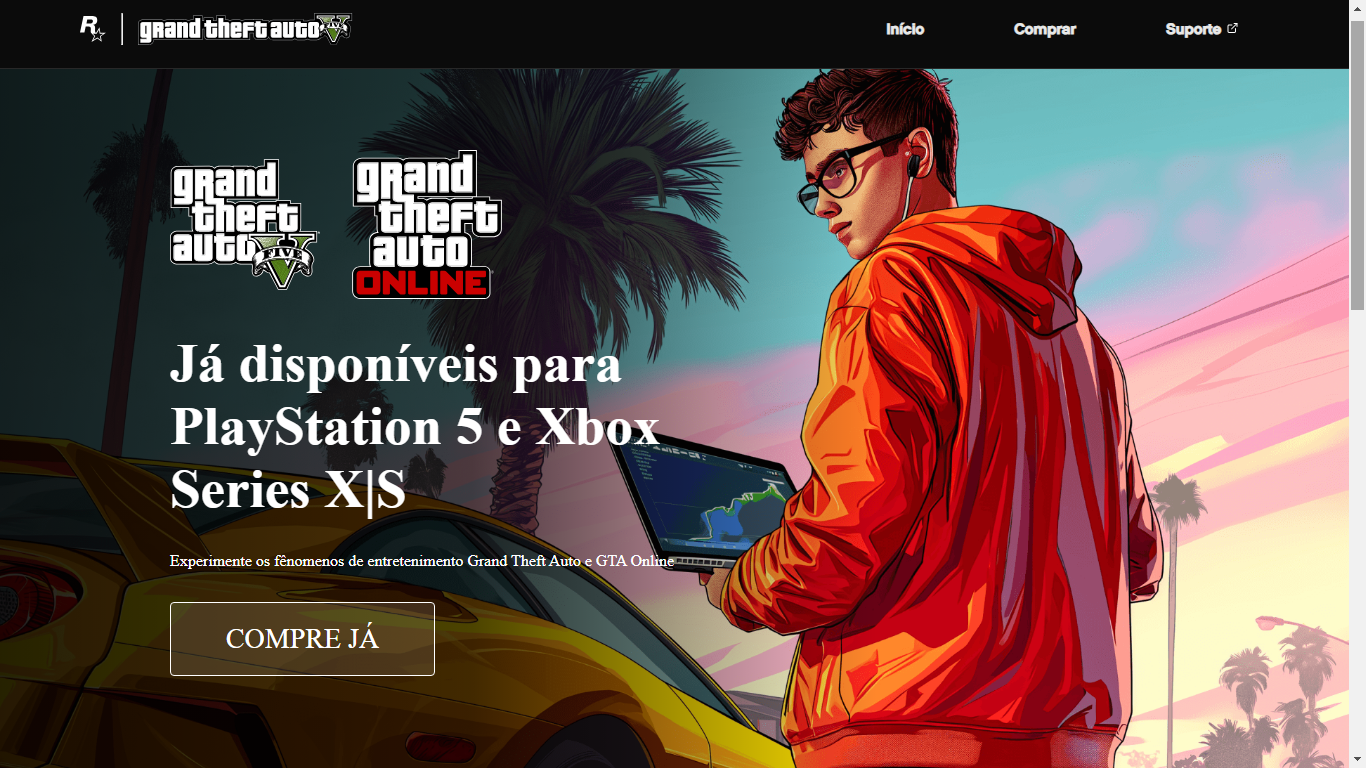 R
grand theft auto V
FIVE
Início
Comprar
Suporte
grand
theft
auto V
FIVE
grand
theft
auto
ONLINE
Já disponíveis para
PlayStation 5 e Xbox
Series X|S
Experimente os fênomenos de entretenimento Grand Theft Auto e GTA Online
COMPRE JÁ